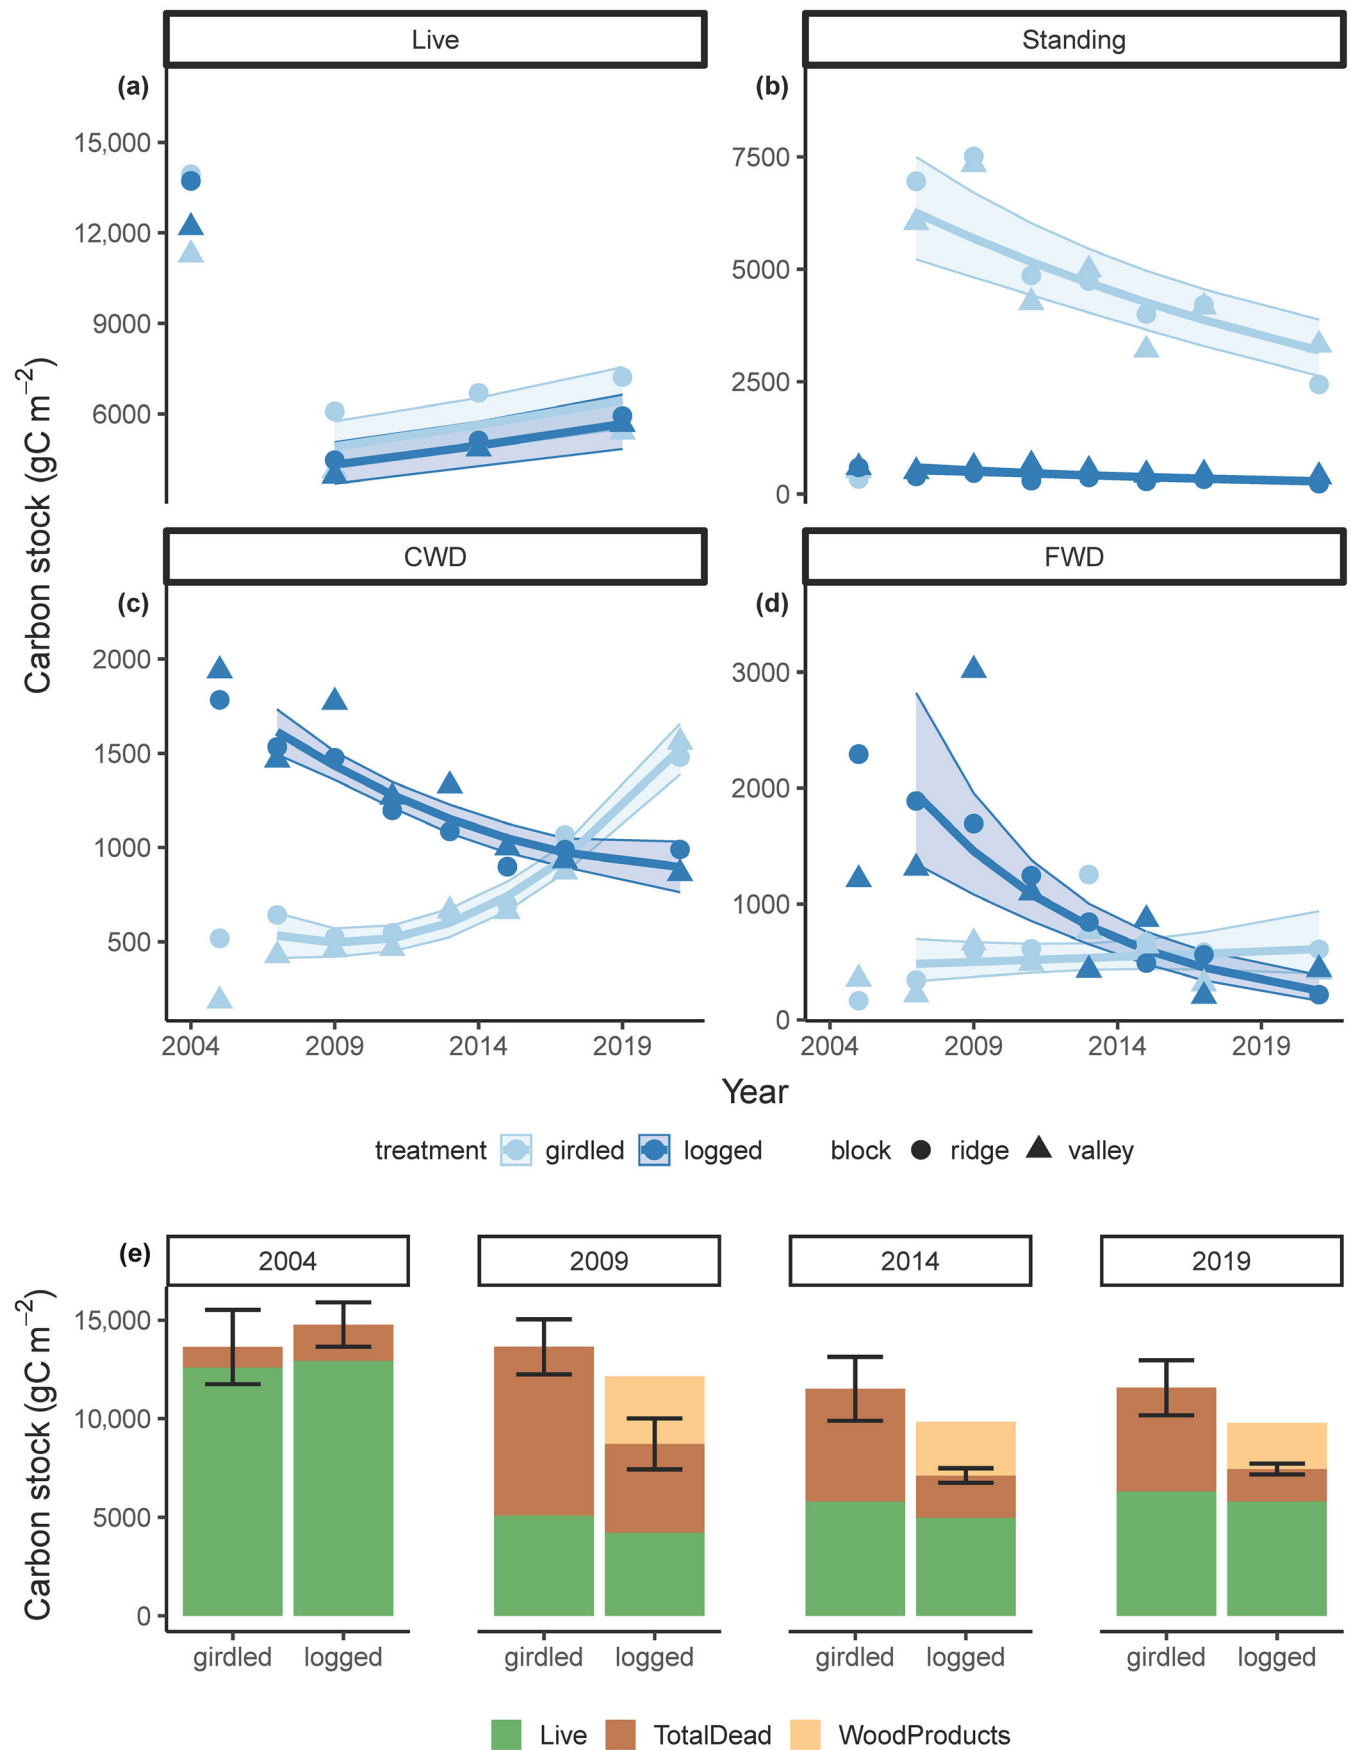 Live
Standing
(a)
(b)
15,000
12,000
9000
6000
7500
5000
2500
0
Carbon stock (gC m−2)
CWD
FWD
(c)
(d)
2000
1500
1000
500
3000
2000
1000
0
2004 2009 2014 2019
2004 2009 2014 2019
Year
treatment girdled logged block ridge valley
(e)
2004 2009 2014 2019
Carbon stock (gC m−2)
15,000
10,000
5000
0
girdled logged girdled logged girdled logged girdled logged
Live TotalDead WoodProducts